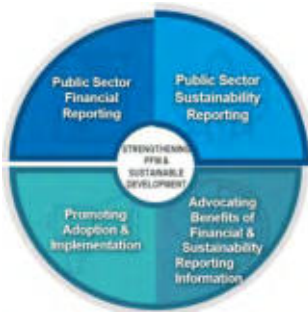 Public Sector
Financial
Reporting
Public Sector
Sustainability
Reporting
STRENGTHENING
PFM &
SUSTAINABLE
DEVELOPMENT
Promoting
Adoption &
Implementation
Advocating
Benefits of
Financial &
Sustainability
Reporting
Information